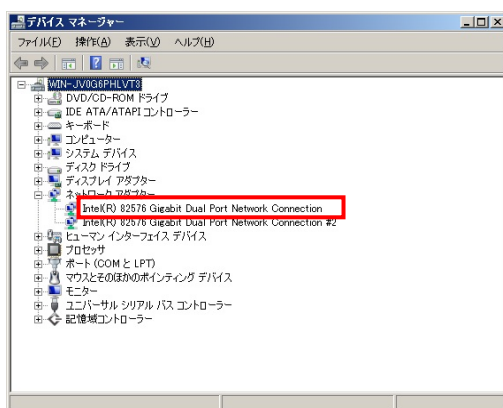 デバイス マネージャー
ファイル(F) 操作(A) 表示(V) ヘルプ(H)
WIN-JV0G6PHLVT3
DVD/CD-ROM ドライブ
IDE ATA/ATAPI コントローラー
キーボード
コンピューター
システム デバイス
ディスク ドライブ
ディスプレイ アダプター
ネットワーク アダプター
Intel(R) 82576 Gigabit Dual Port Network Connection
Intel(R) 82576 Gigabit Dual Port Network Connection #2
ヒューマン インターフェイス デバイス
プロセッサ
ポート (COM と LPT)
マウスとそのほかのポインティング デバイス
モニター
ユニバーサル シリアル バス コントローラー
記憶域コントローラー